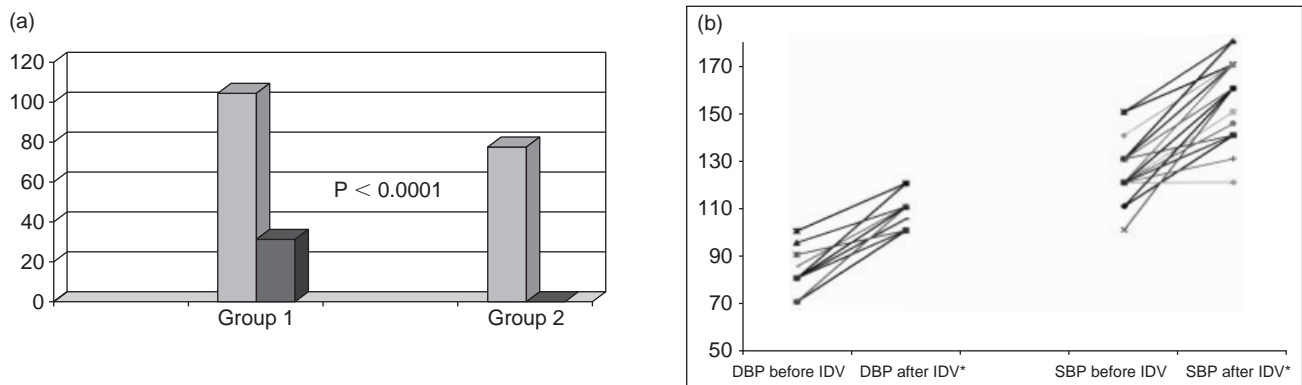 (a)
120
100
80
60
40
20
0
P < 0.0001
Group 1 Group 2
(b)
170
150
130
110
90
70
50
DBP before IDV DBP after IDV* SBP before IDV SBP after IDV*